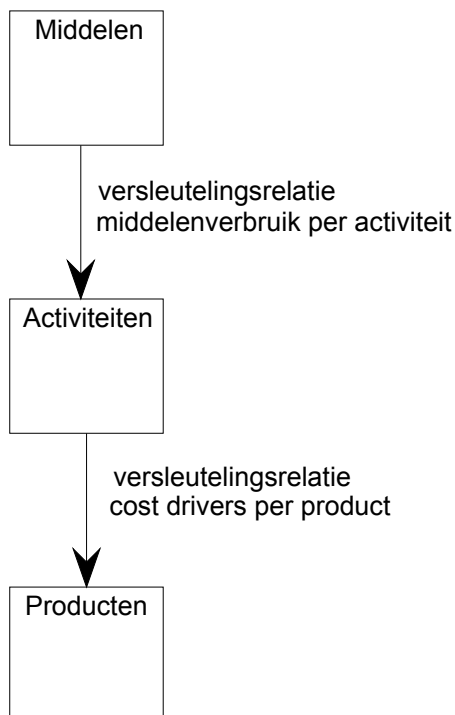 Middelen
versleutelingsrelatie
middelenverbruik per activiteit
Activiteiten
versleutelingsrelatie
cost drivers per product
Producten